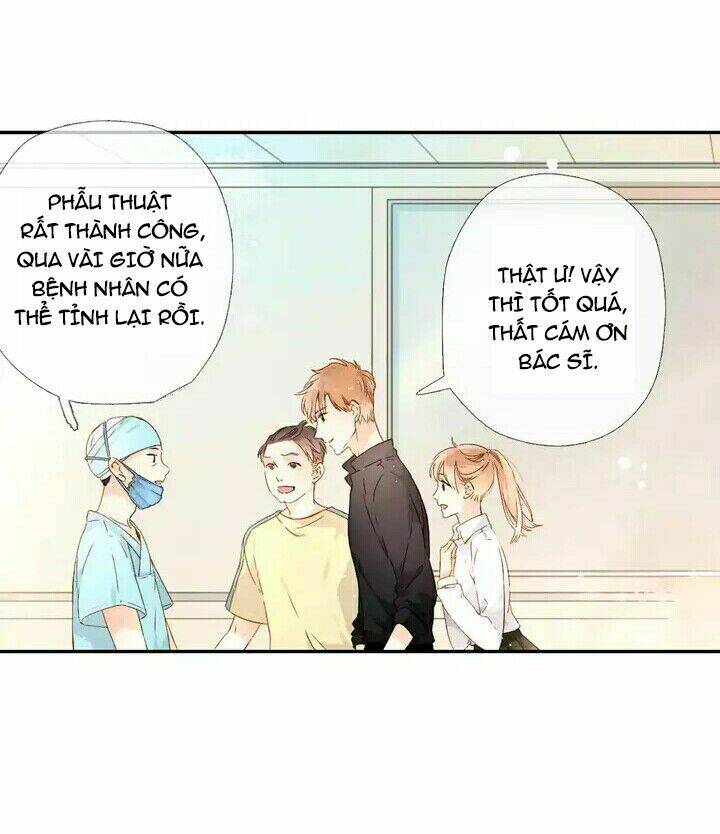 PHẪU THUẬT
RẤT THÀNH CÔNG,
QUA VÀI GIỜ NỮA
BỆNH NHÂN CÓ
THỂ TỈNH LẠI RỒI.
THẬT Ư! VẬY
THÌ TỐT QUÁ,
THẤT CÁM ƠN
BÁC SĨ.